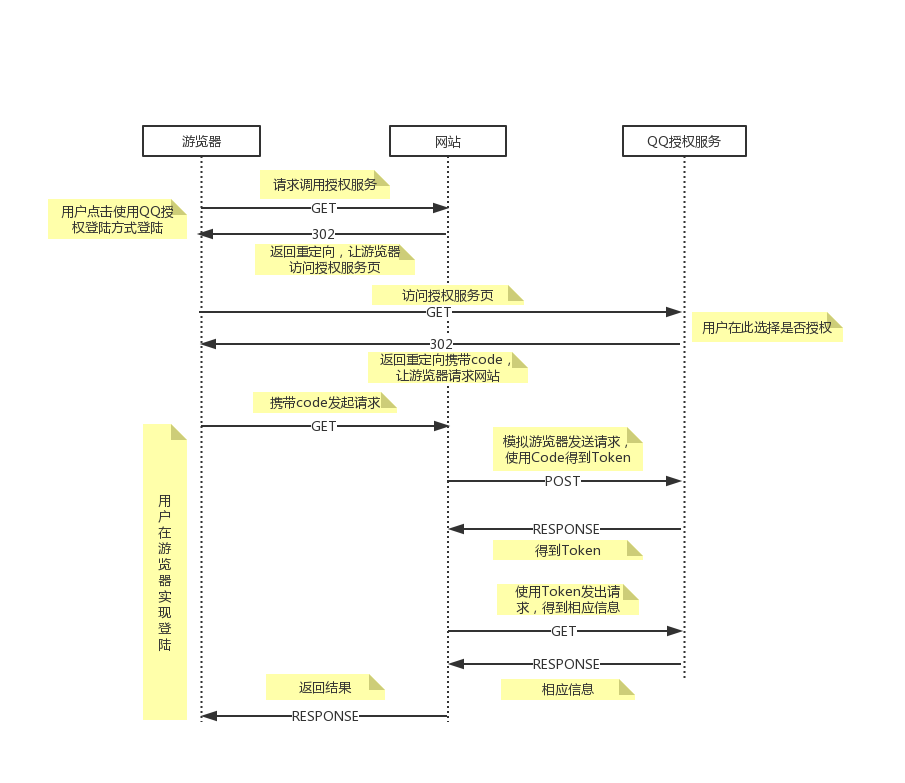 游览器
网站
QQ授权服务
请求调用授权服务
GET
用户点击使用QQ授
权登陆方式登陆
302
返回重定向，让游览器
访问授权服务页
访问授权服务页
GET
用户在此选择是否授权
302
返回重定向携带code，
让游览器请求网站
携带code发起请求
GET
模拟游览器发送请求，
使用Code得到Token
POST
用
户
在
游
览
器
实
现
登
陆
RESPONSE
得到Token
使用Token发出请
求，得到相应信息
GET
RESPONSE
相应信息
返回结果
RESPONSE